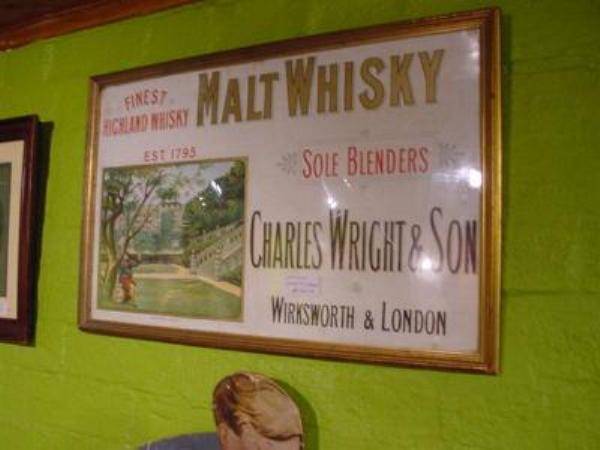 FINEST
HIGHLAND WHISKY
MALT WHISKY
EST. 1795
SOLE BLENDERS
CHARLES WRIGHT & SON
WIRKSWORTH & LONDON